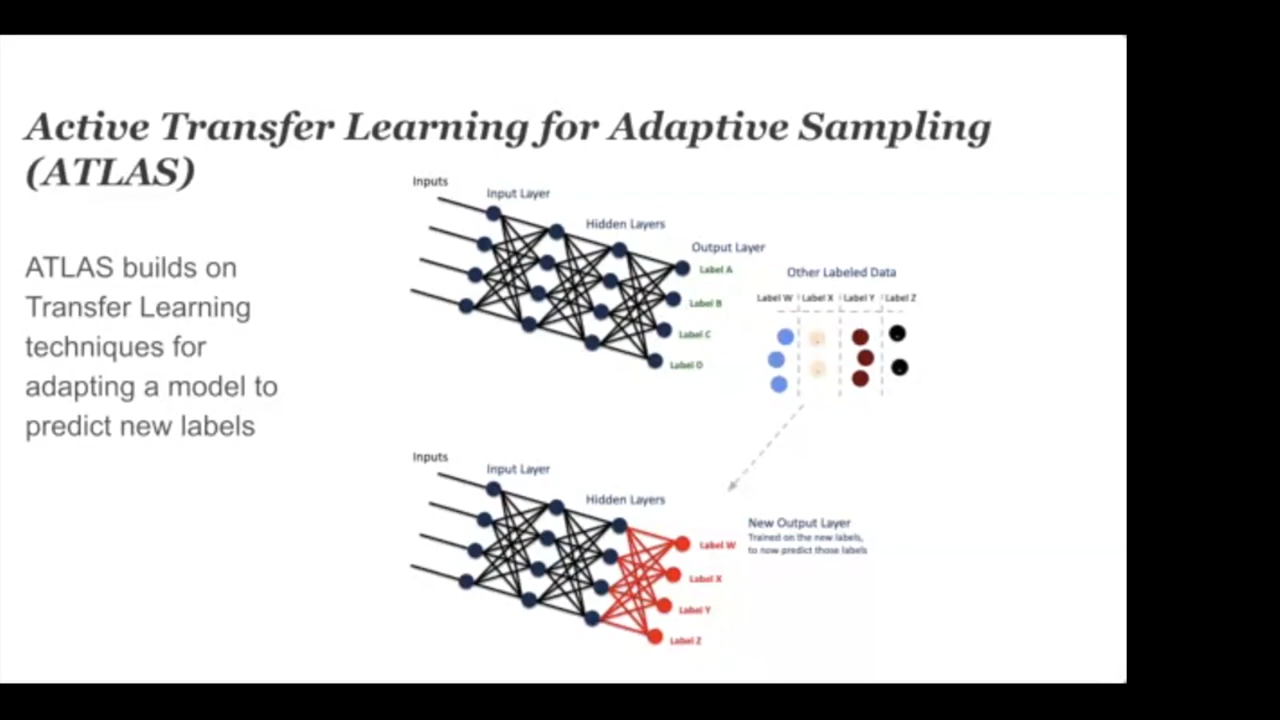 Active Transfer Learning for Adaptive Sampling
(ATLAS)
ATLAS builds on
Transfer Learning
techniques for
adapting a model to
predict new labels
Inputs
Input Layer
Hidden Layers
Output Layer
Label A
Label B
Label C
Label D
Other Labeled Data
Label W Label X Label Y Label Z
Inputs
Input Layer
Hidden Layers
Label W
Label X
Label Y
Label Z
New Output Layer
Trained on the new labels,
to now predict those labels